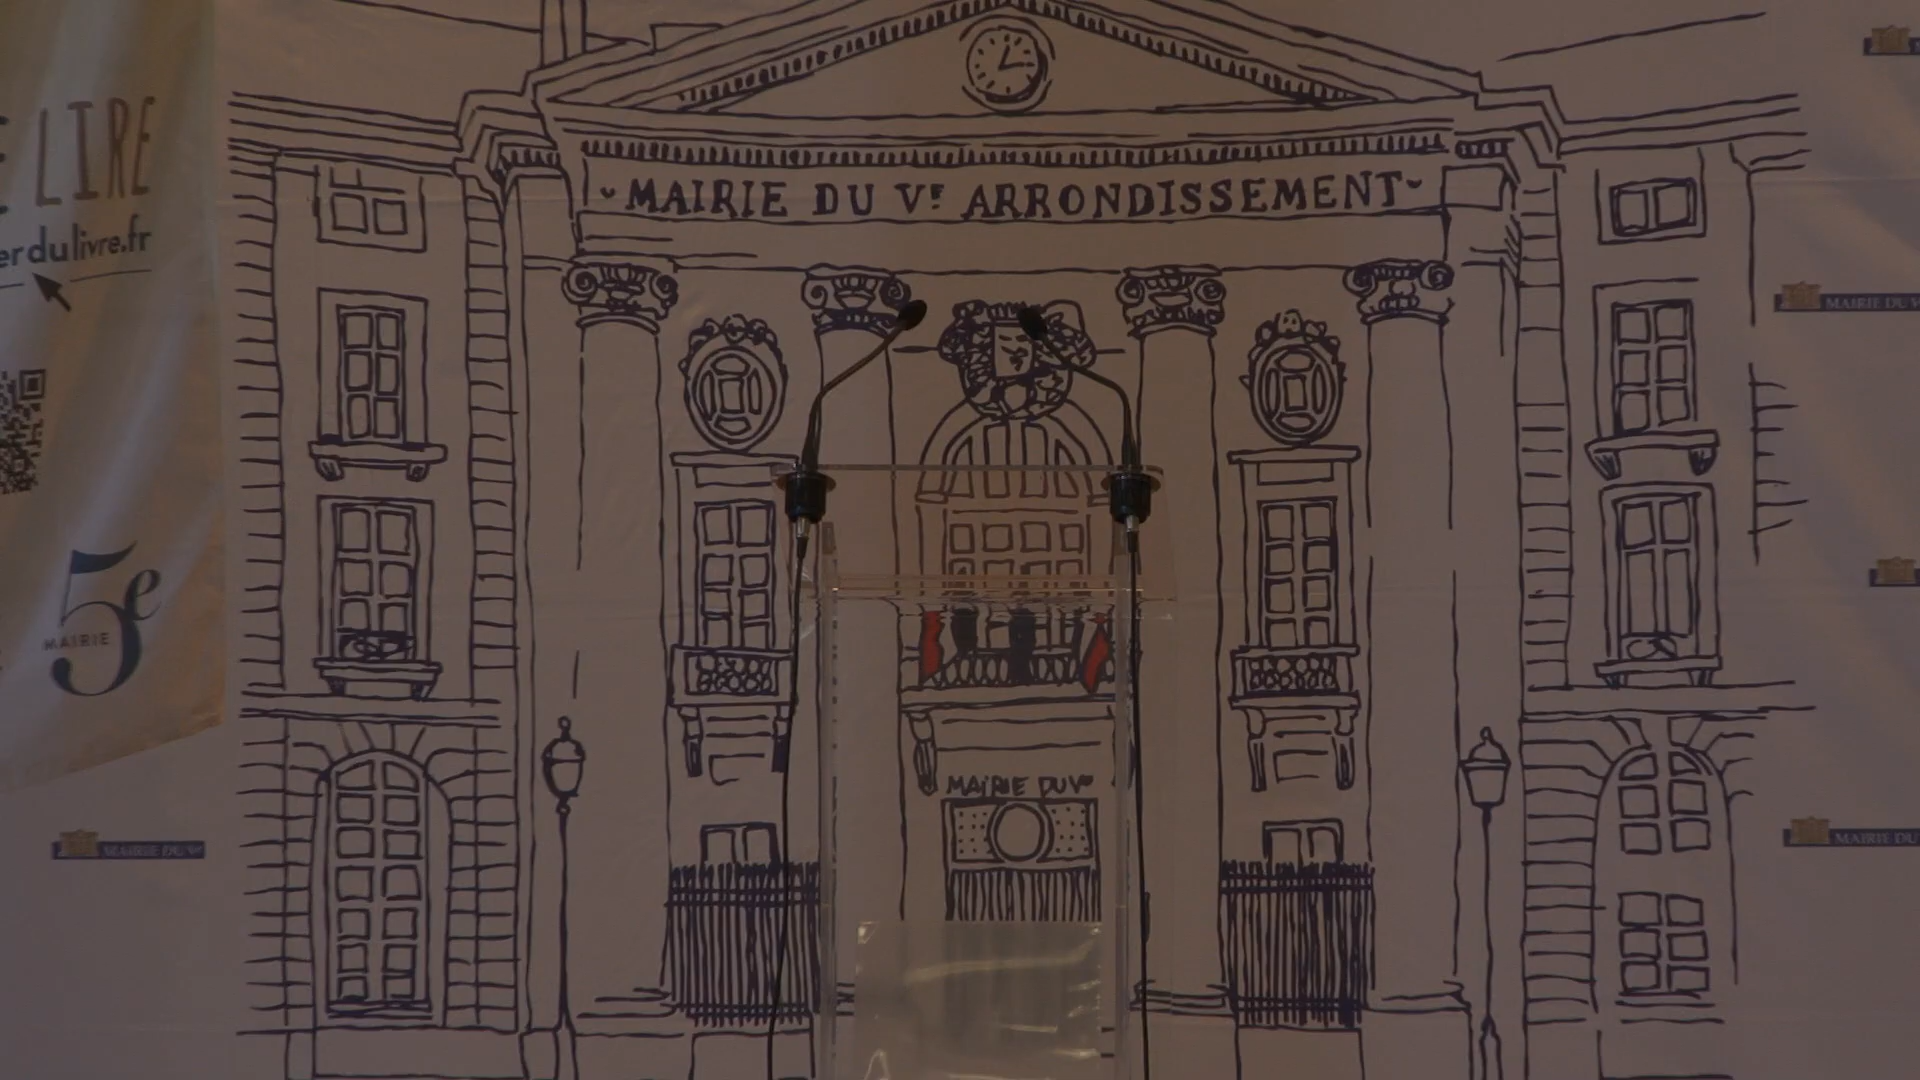 LIRE
erdulivre.fr
5e
MAIRIE
MAIRIE DU Ve ARRONDISSEMENT
MAIRIE DU Ve
MAIRIE DU Ve
MAIRIE DU V
MAIRIE DU